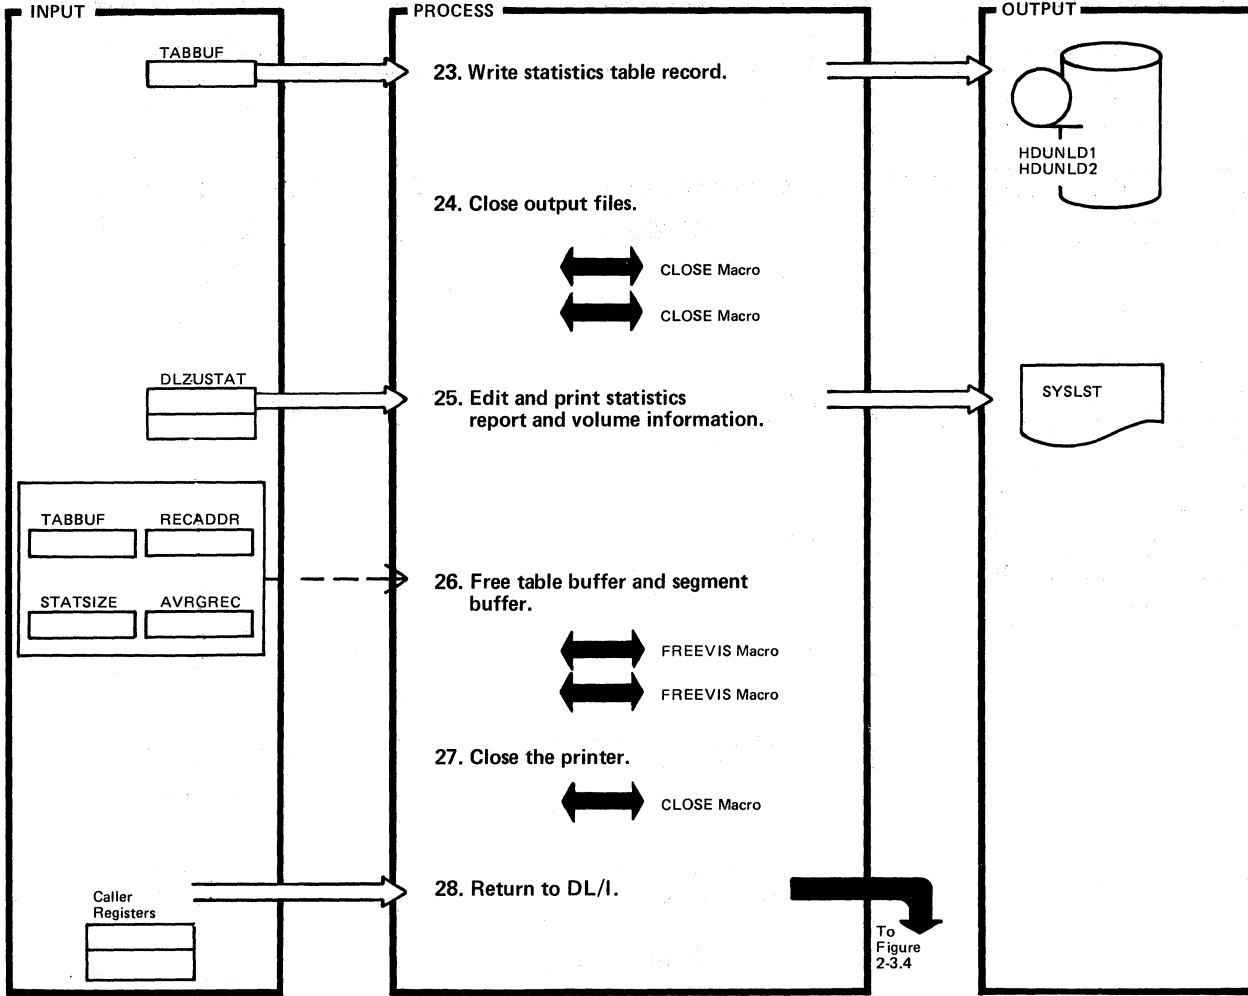 INPUT
PROCESS
OUTPUT
TABBUF
23. Write statistics table record.
HDUNLD1
HDUNLD2
24. Close output files.
CLOSE Macro
CLOSE Macro
DLZUSTAT
25. Edit and print statistics
report and volume information.
SYSLST
TABBUF
RECADDR
STATSIZE
AVRGREC
26. Free table buffer and segment
buffer.
FREEVIS Macro
FREEVIS Macro
27. Close the printer.
CLOSE Macro
Caller
Registers
28. Return to DL/I.
To
Figure
2-3.4